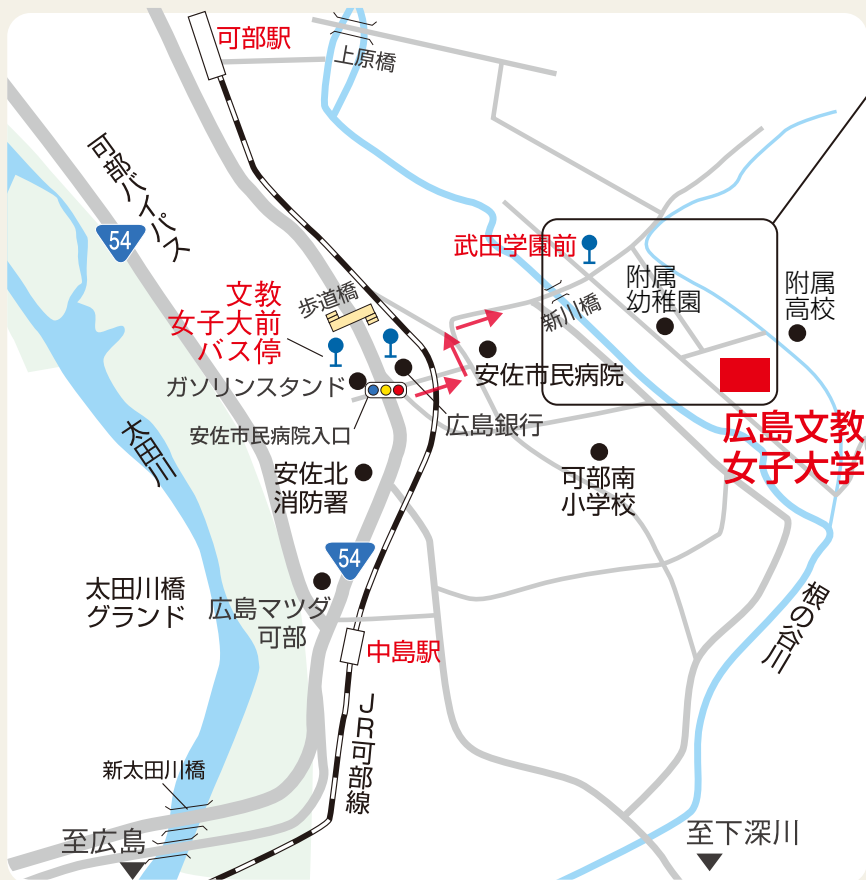 可部駅
上原橋
可部バイパス
54
武田学園前
新川橋
附属
幼稚園
附属
高校
文教
女子大前
バス停
歩道橋
ガソリンスタンド
安佐市民病院
安佐市民病院入口
広島銀行
広島文教
女子大学
太田川
安佐北
消防署
可部南
小学校
54
太田川橋
グランド
広島マツダ
可部
中島駅
根の谷川
JR可部線
新太田川橋
至広島
至下深川